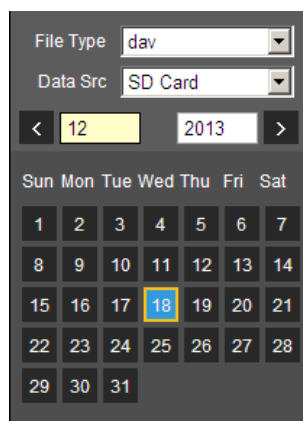 File Type dav
Data Src SD Card
< 12 2013 >
Sun Mon Tue Wed Thu Fri Sat
1 2 3 4 5 6 7
8 9 10 11 12 13 14
15 16 17 18 19 20 21
22 23 24 25 26 27 28
29 30 31